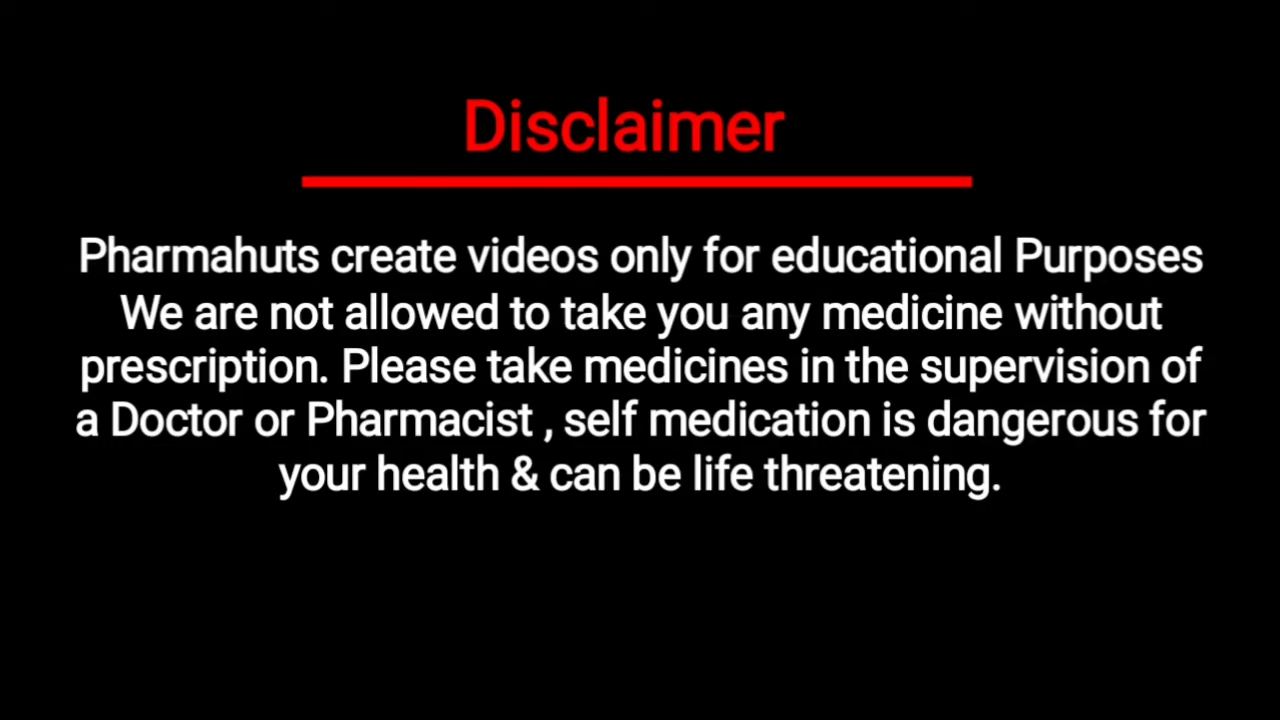 Disclaimer
Pharmahuts create videos only for educational Purposes
We are not allowed to take you any medicine without
prescription. Please take medicines in the supervision of
a Doctor or Pharmacist , self medication is dangerous for
your health & can be life threatening.